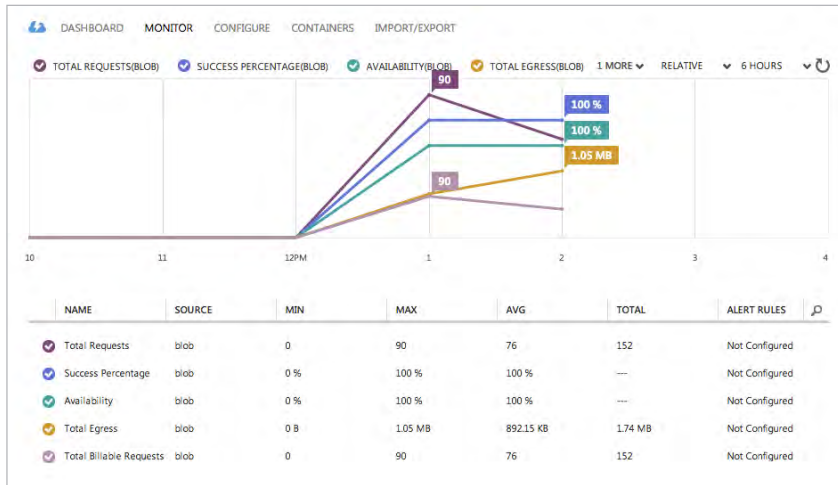 DASHBOARD MONITOR CONFIGURE CONTAINERS IMPORT/EXPORT
TOTAL REQUESTS(BLOB) SUCCESS PERCENTAGE(BLOB) AVAILABILITY(BLOB) TOTAL EGRESS(BLOB) 1 MORE RELATIVE 6 HOURS
90
100 %
100 %
1.05 MB
90
10 11 12PM 1 2 3 4
NAME SOURCE MIN MAX AVG TOTAL ALERT RULES
Total Requests blob 0 90 76 152 Not Configured
Success Percentage blob 0 % 100 % 100 % --- Not Configured
Availability blob 0 % 100 % 100 % --- Not Configured
Total Egress blob 0 B 1.05 MB 892.15 KB 1.74 MB Not Configured
Total Billable Requests blob 0 90 76 152 Not Configured